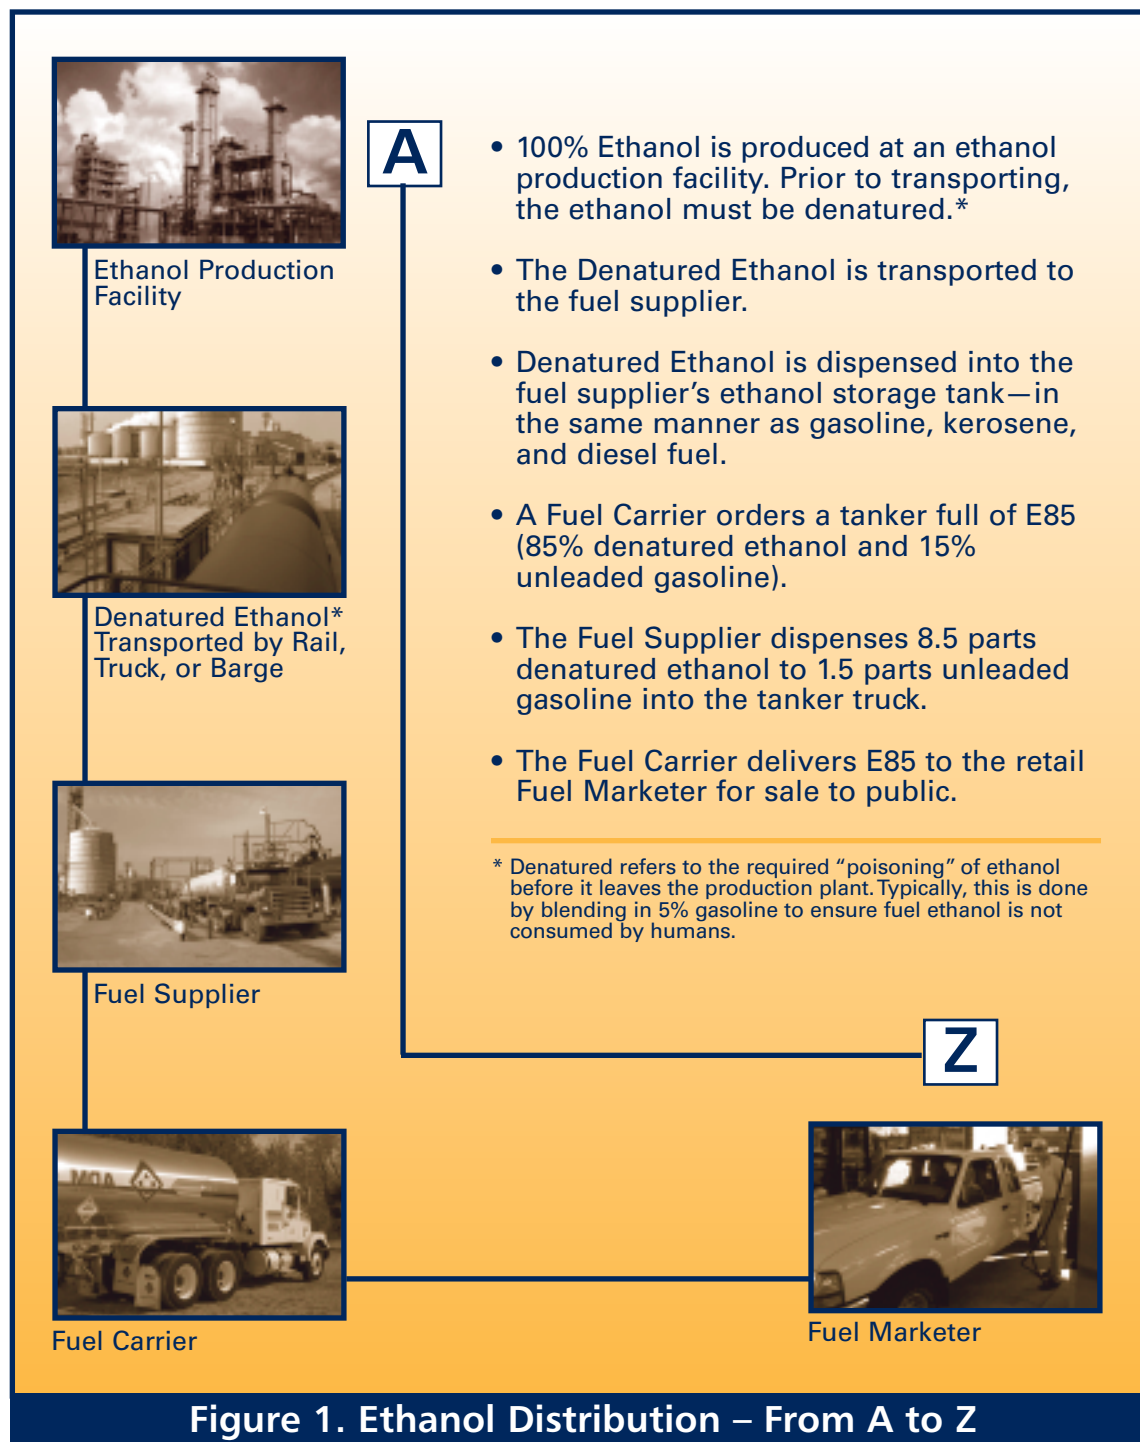 A
• 100% Ethanol is produced at an ethanol
production facility. Prior to transporting,
the ethanol must be denatured.*
• The Denatured Ethanol is transported to
the fuel supplier.
• Denatured Ethanol is dispensed into the
fuel supplier’s ethanol storage tank—in
the same manner as gasoline, kerosene,
and diesel fuel.
• A Fuel Carrier orders a tanker full of E85
(85% denatured ethanol and 15%
unleaded gasoline).
• The Fuel Supplier dispenses 8.5 parts
denatured ethanol to 1.5 parts unleaded
gasoline into the tanker truck.
• The Fuel Carrier delivers E85 to the retail
Fuel Marketer for sale to public.
* Denatured refers to the required “poisoning” of ethanol
before it leaves the production plant. Typically, this is done
by blending in 5% gasoline to ensure fuel ethanol is not
consumed by humans.
Z
Ethanol Production
Facility
Denatured Ethanol*
Transported by Rail,
Truck, or Barge
Fuel Supplier
ADM
Fuel Carrier
Fuel Marketer
Figure 1. Ethanol Distribution – From A to Z